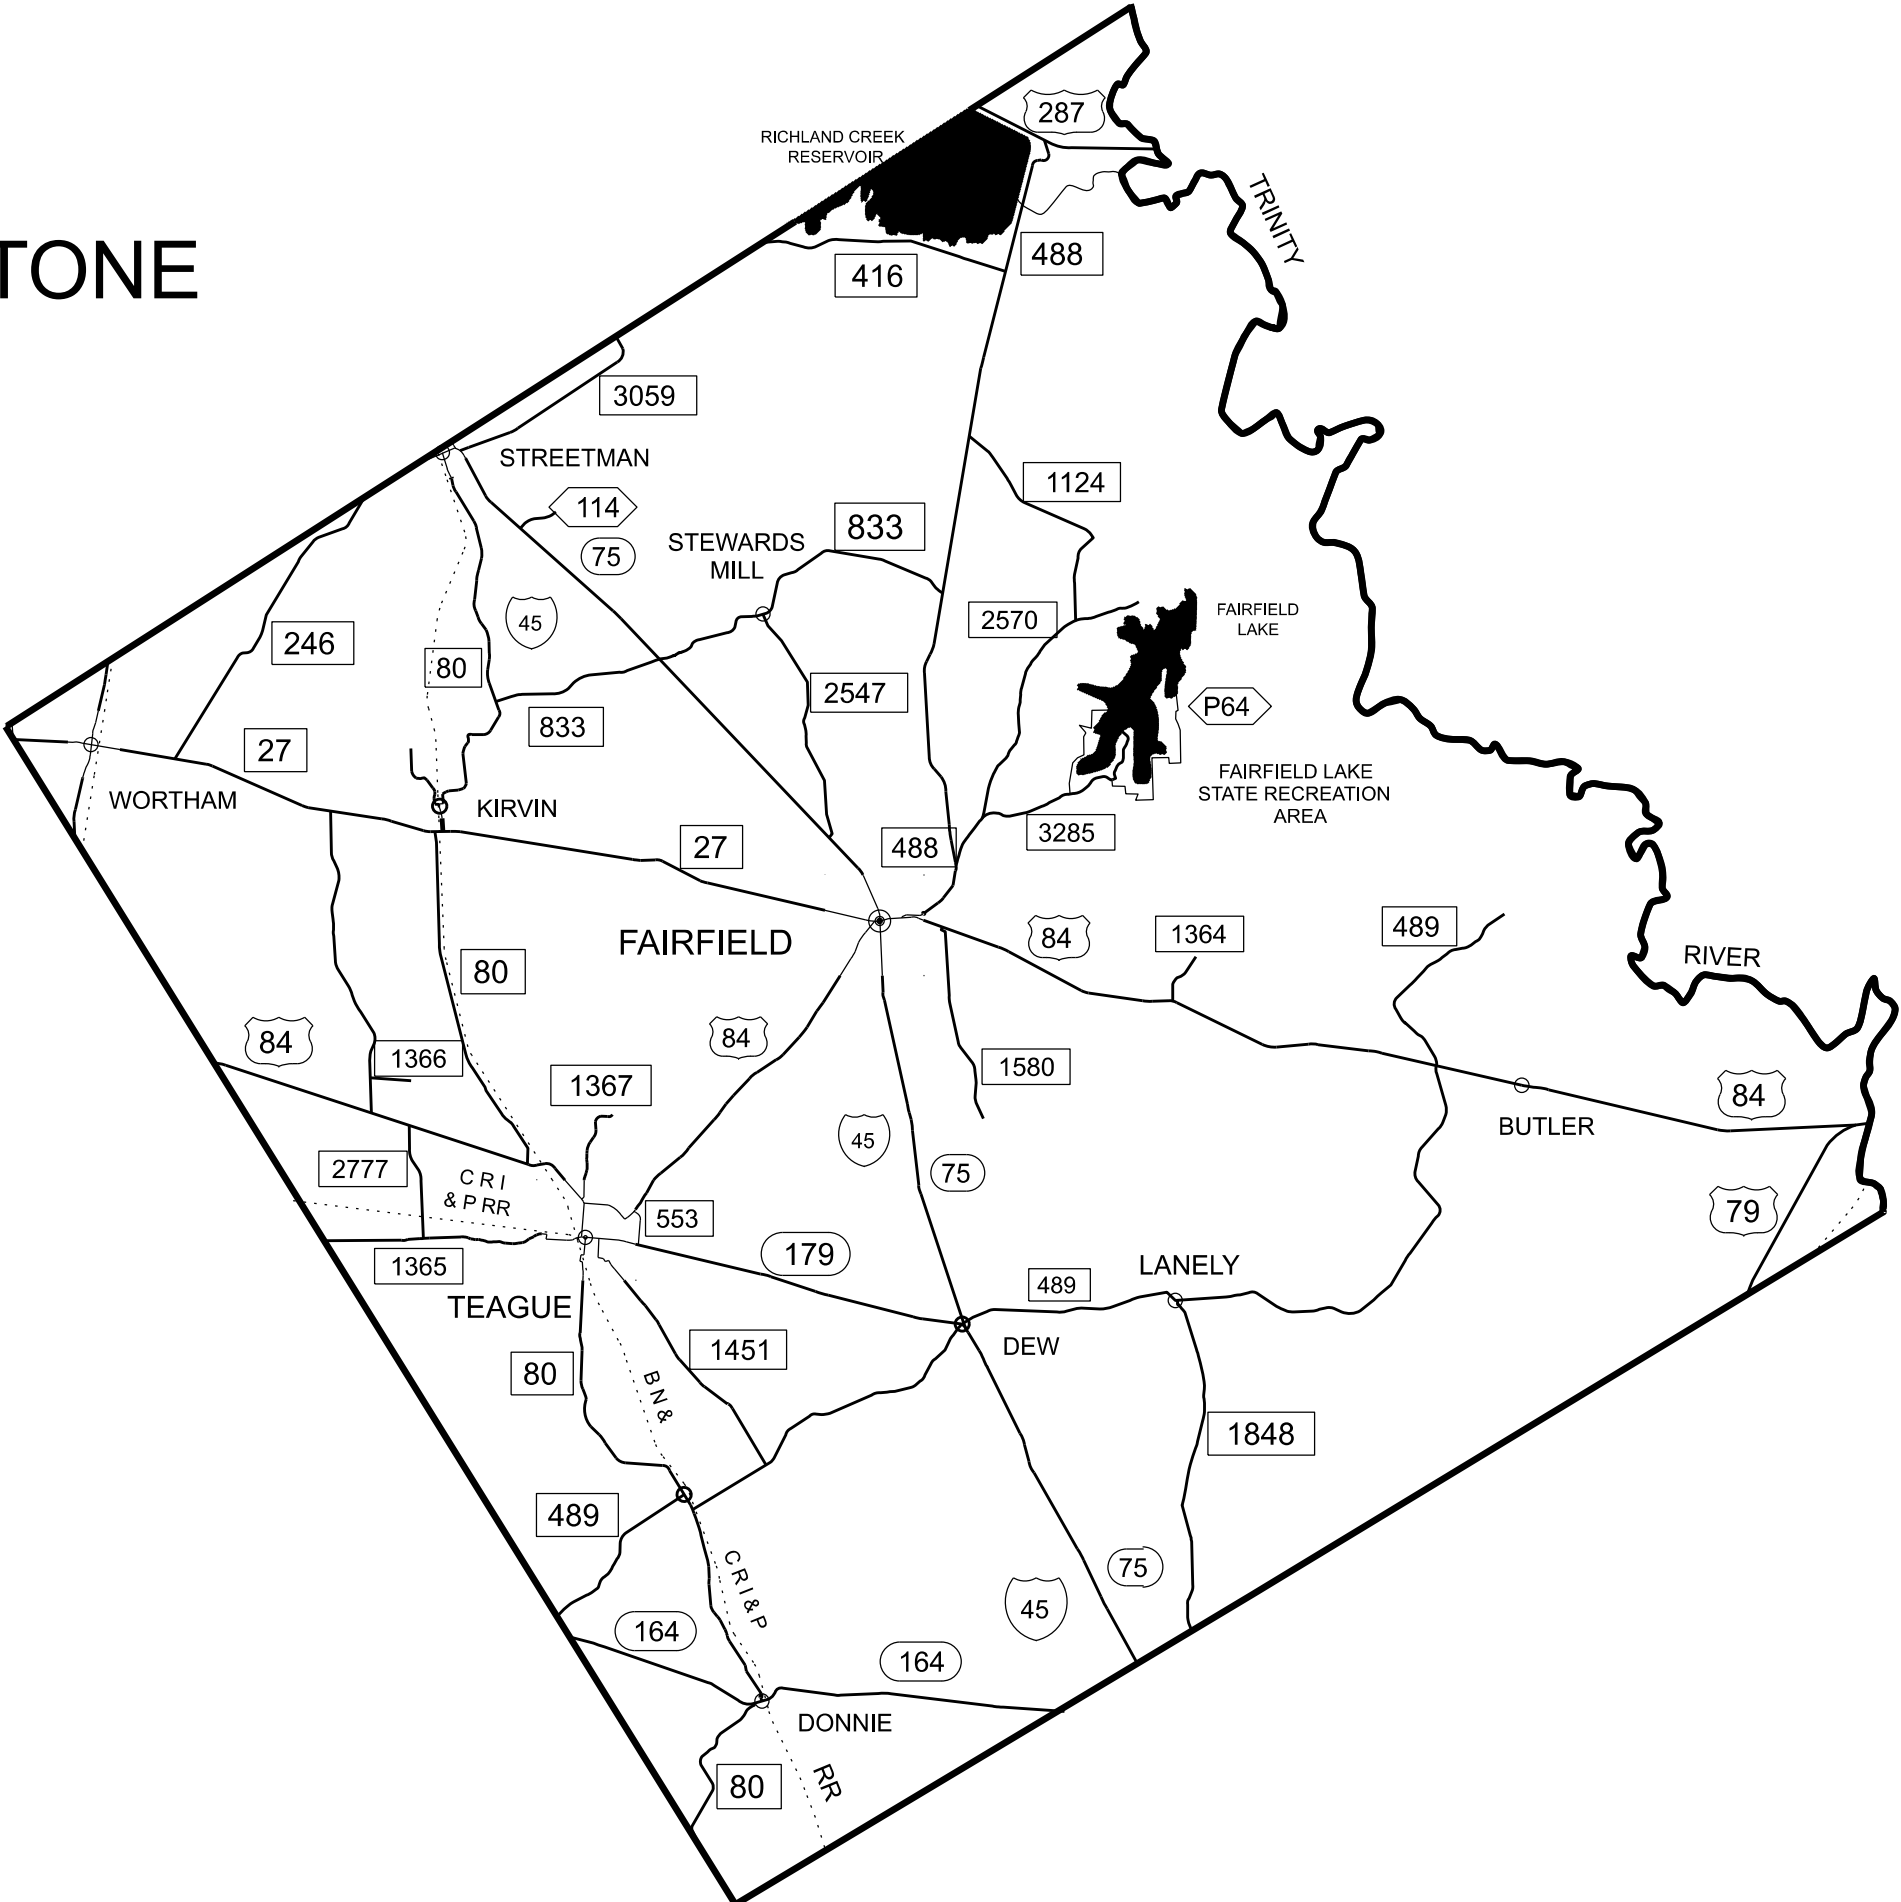 TONE
287
RICHLAND CREEK
RESERVOIR
TRINITY
416
488
3059
STREETMAN
114
1124
75
STEWARDS
MILL
833
45
246
80
2570
FAIRFIELD
LAKE
2547
P64
833
27
WORTHAM
KIRVIN
27
488
3285
FAIRFIELD LAKE
STATE RECREATION
AREA
FAIRFIELD
84
1364
489
RIVER
80
84
1366
84
1367
1580
45
84
BUTLER
2777
C R I
& P RR
75
553
79
1365
179
LANELY
489
TEAGUE
DEW
80
1451
B N &
1848
489
C R I & P
75
45
164
164
DONNIE
80
RR